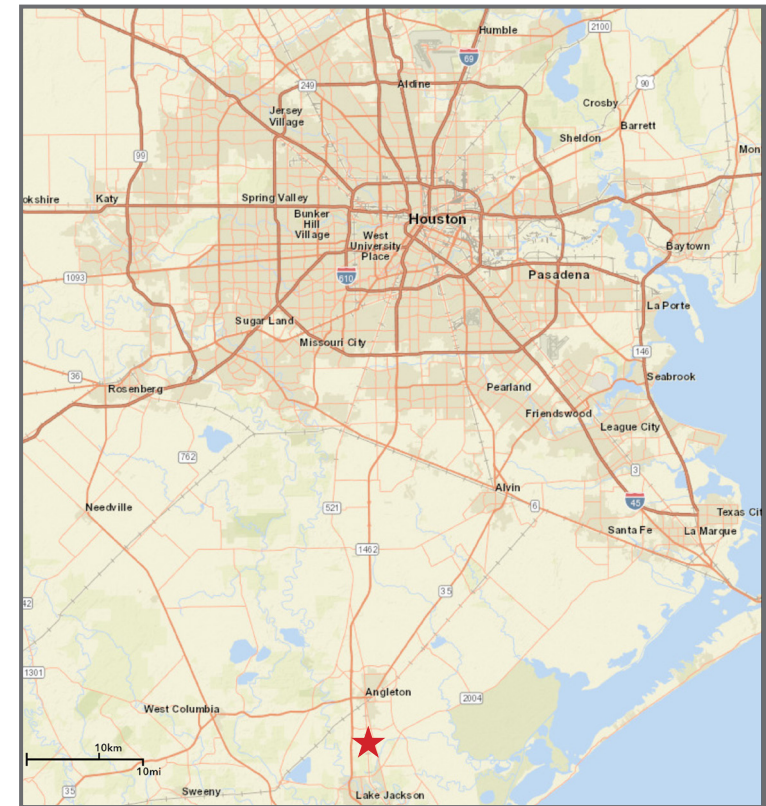 Humble
2100
69
249
Aldine
90
Crosby
Jersey
Village
Barrett
Sheldon
99
Mon
okshire
Katy
Spring Valley
Bunker
Hill
Village
Houston
West
University
Place
Baytown
610
Pasadena
1093
La Porte
Sugar Land
Missouri City
146
36
Rosenberg
Seabrook
Pearland
Friendswood
League City
762
3
Needville
521
Alvin
6
45
Texas Cit
Santa Fe
La Marque
1462
35
42
1301
Angleton
2004
West Columbia
10km
10mi
35
Sweeny
Lake Jackson